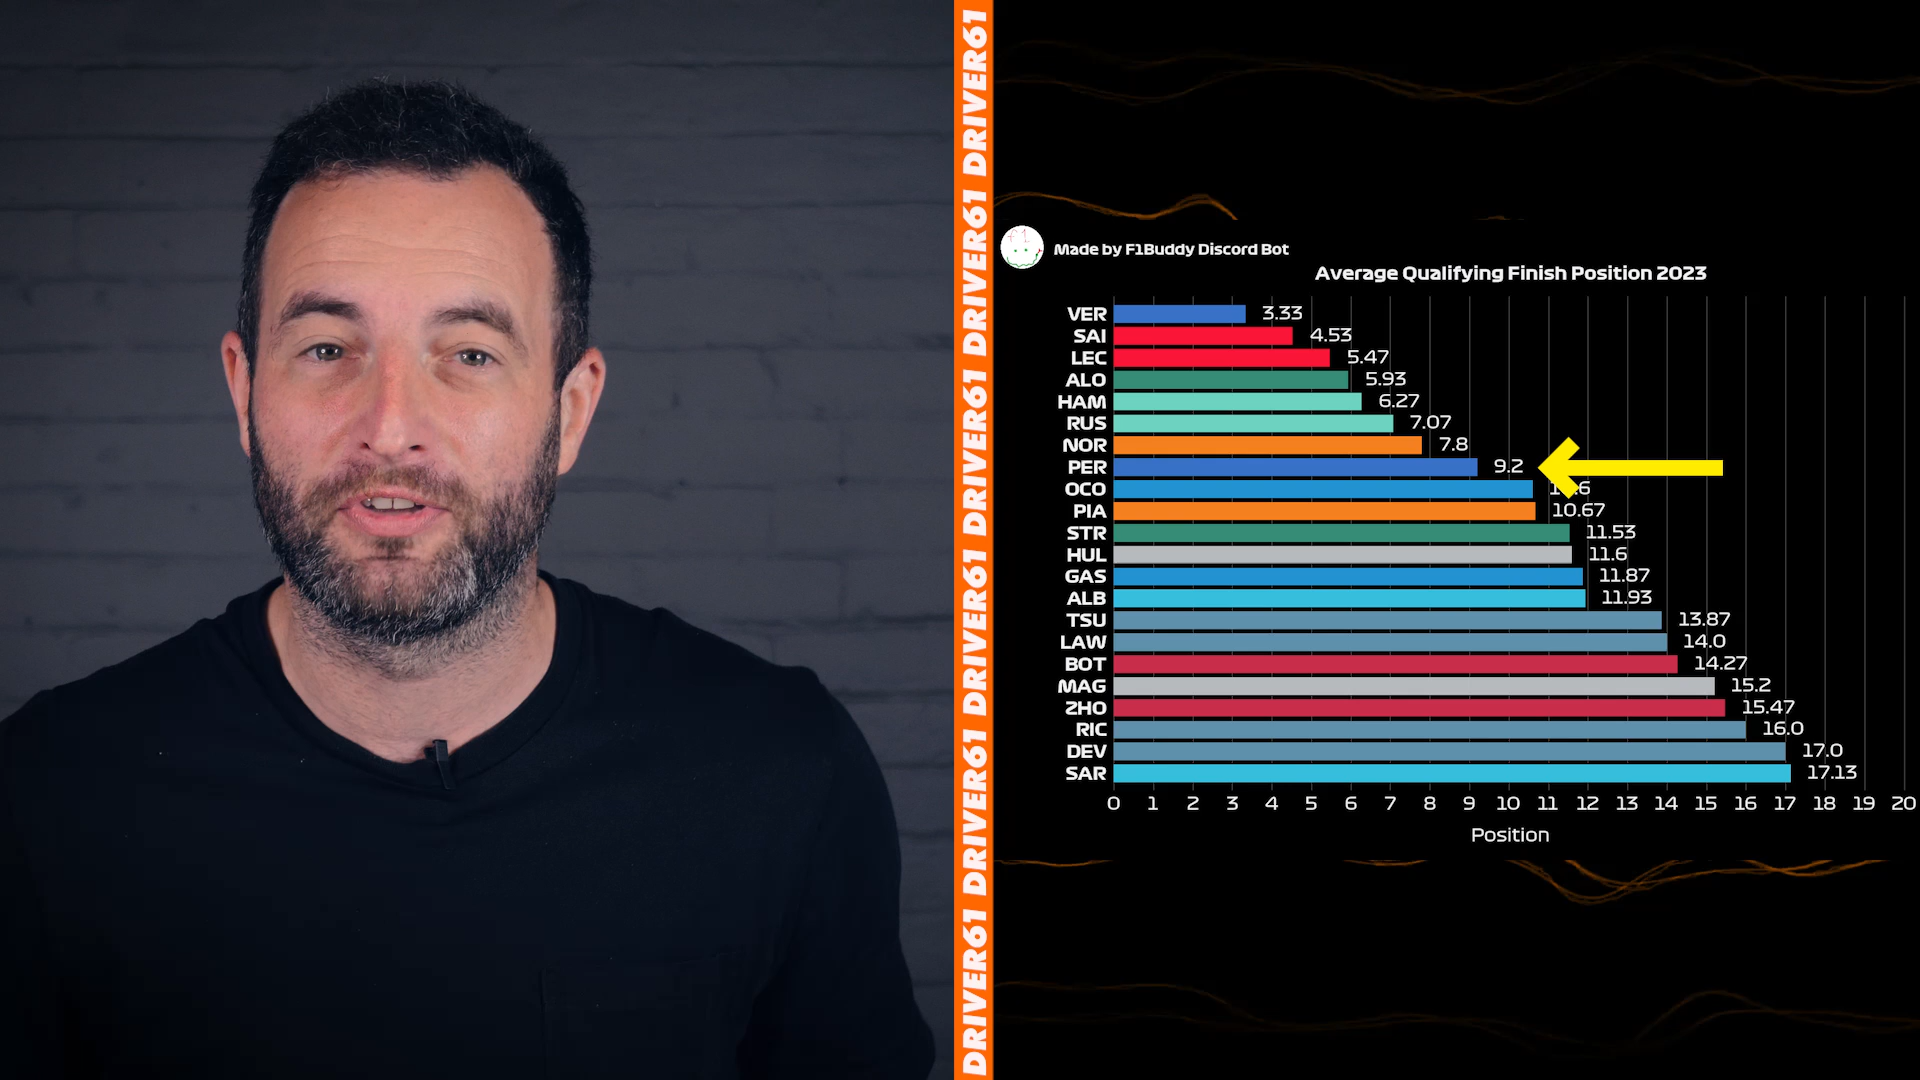 DRIVER61 DRIVER61 DRIVER61 DRIVER61 DRIVER61 DRIVER61
Made by F1Buddy Discord Bot
Average Qualifying Finish Position 2023
VER 3.33
SAI 4.53
LEC 5.47
ALO 5.93
HAM 6.27
RUS 7.07
NOR 7.8
PER 9.2
OCO
PIA 10.67
STR 11.53
HUL 11.6
GAS 11.87
ALB 11.93
TSU 13.87
LAW 14.0
BOT 14.27
MAG 15.2
ZHO 15.47
RIC 16.0
DEV 17.0
SAR 17.13
0 1 2 3 4 5 6 7 8 9 10 11 12 13 14 15 16 17 18 19 20
Position